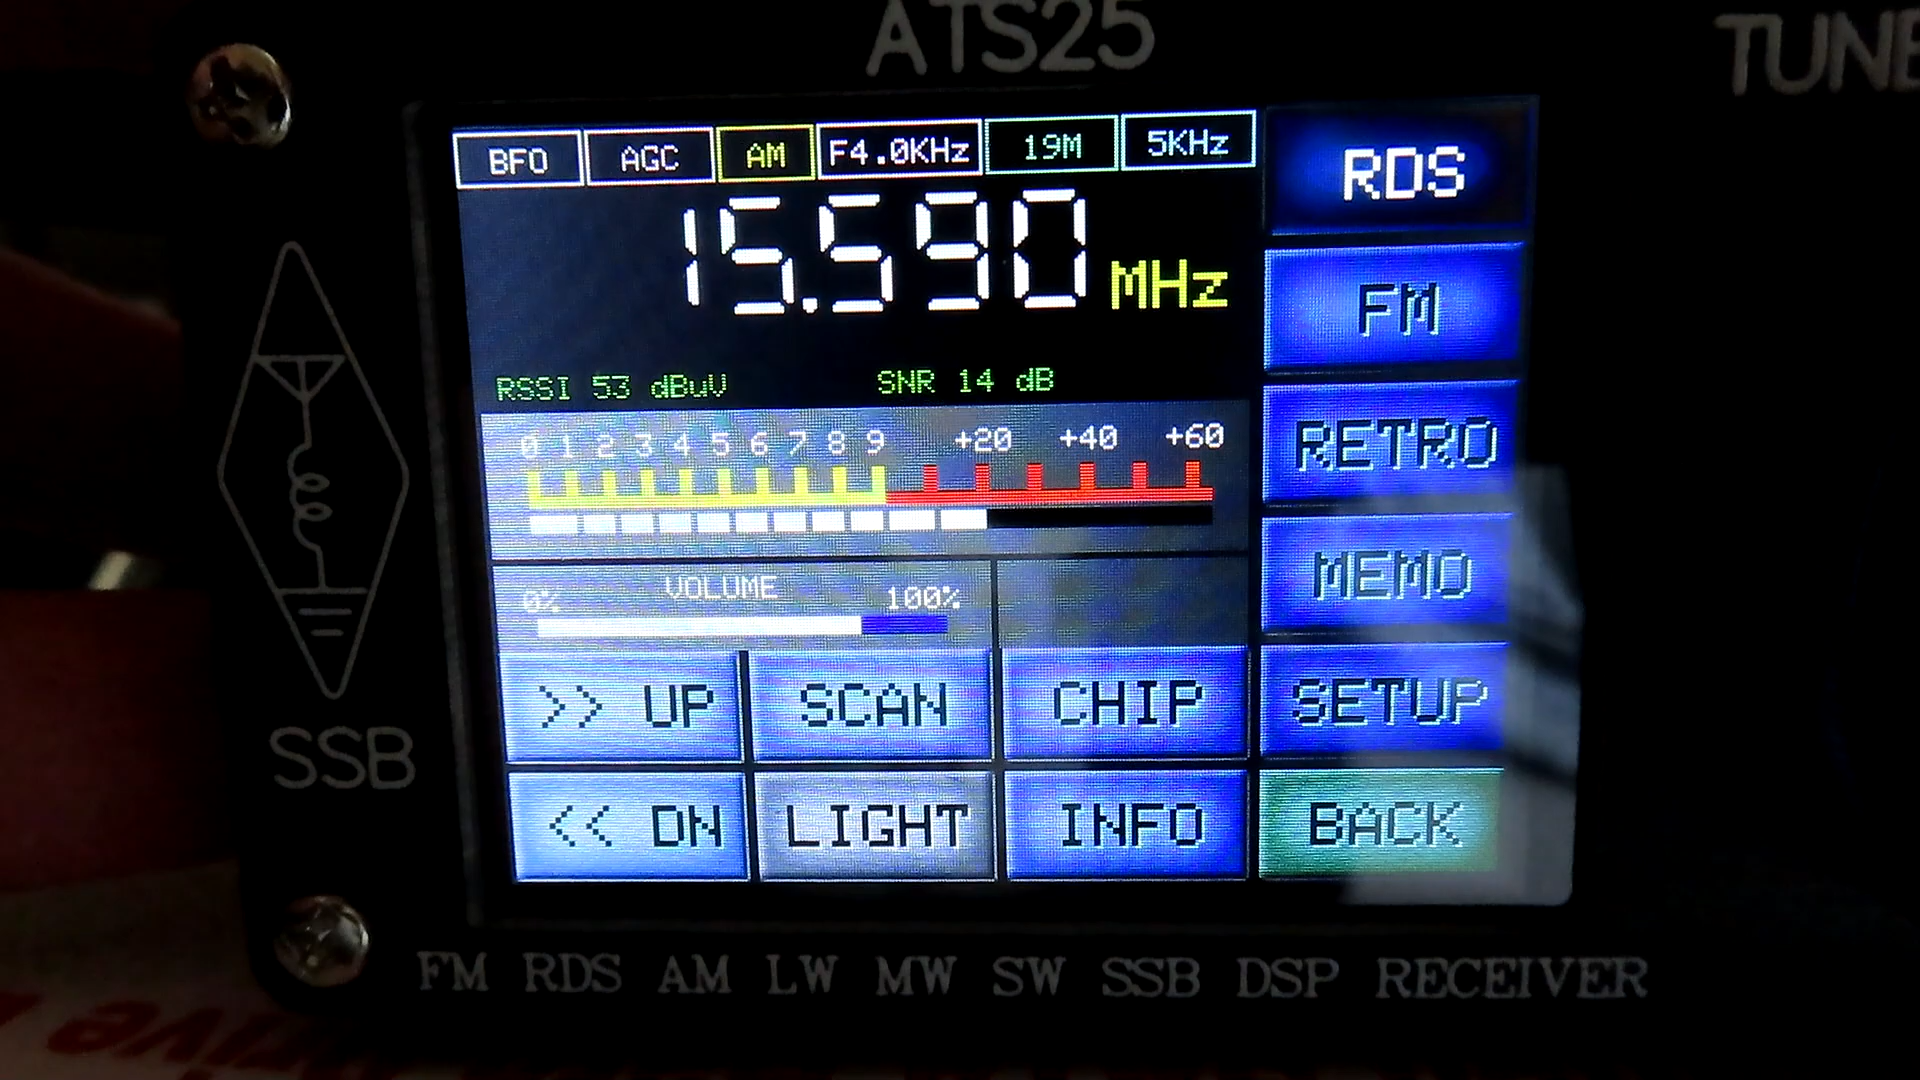 ATS25
TUNE
BFO AGC AM F4.0KHz 19M 5KHz
RDS
15.590 MHz
FM
RSSI 53 dBuV SNR 14 dB
0 1 2 3 4 5 6 7 8 9 +20 +40 +60
RETRO
VOLUME
0% 100%
MEMO
>> UP SCAN CHIP SETUP
<< DN LIGHT INFO BACK
SSB
FM RDS AM LW MW SW SSB DSP RECEIVER